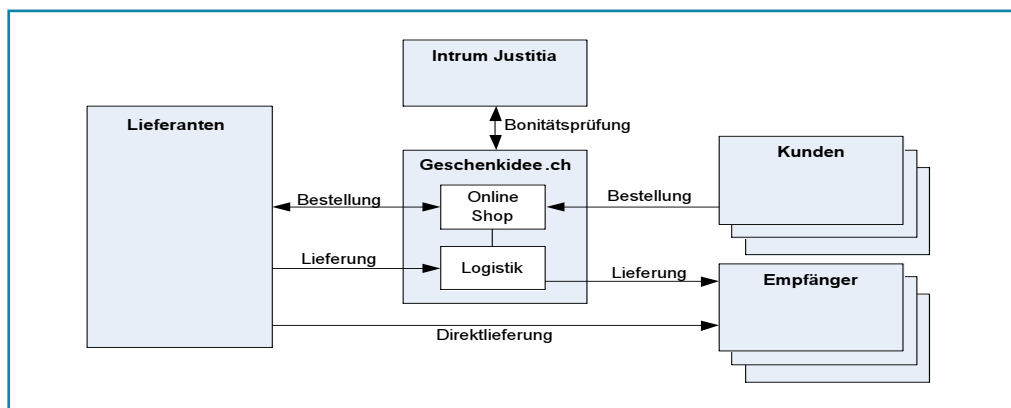 Intrum Justitia
Bonitätsprüfung
Lieferanten
Geschenkidee.ch
Kunden
Bestellung
Online
Shop
Bestellung
Lieferung
Logistik
Lieferung
Empfänger
Direktlieferung